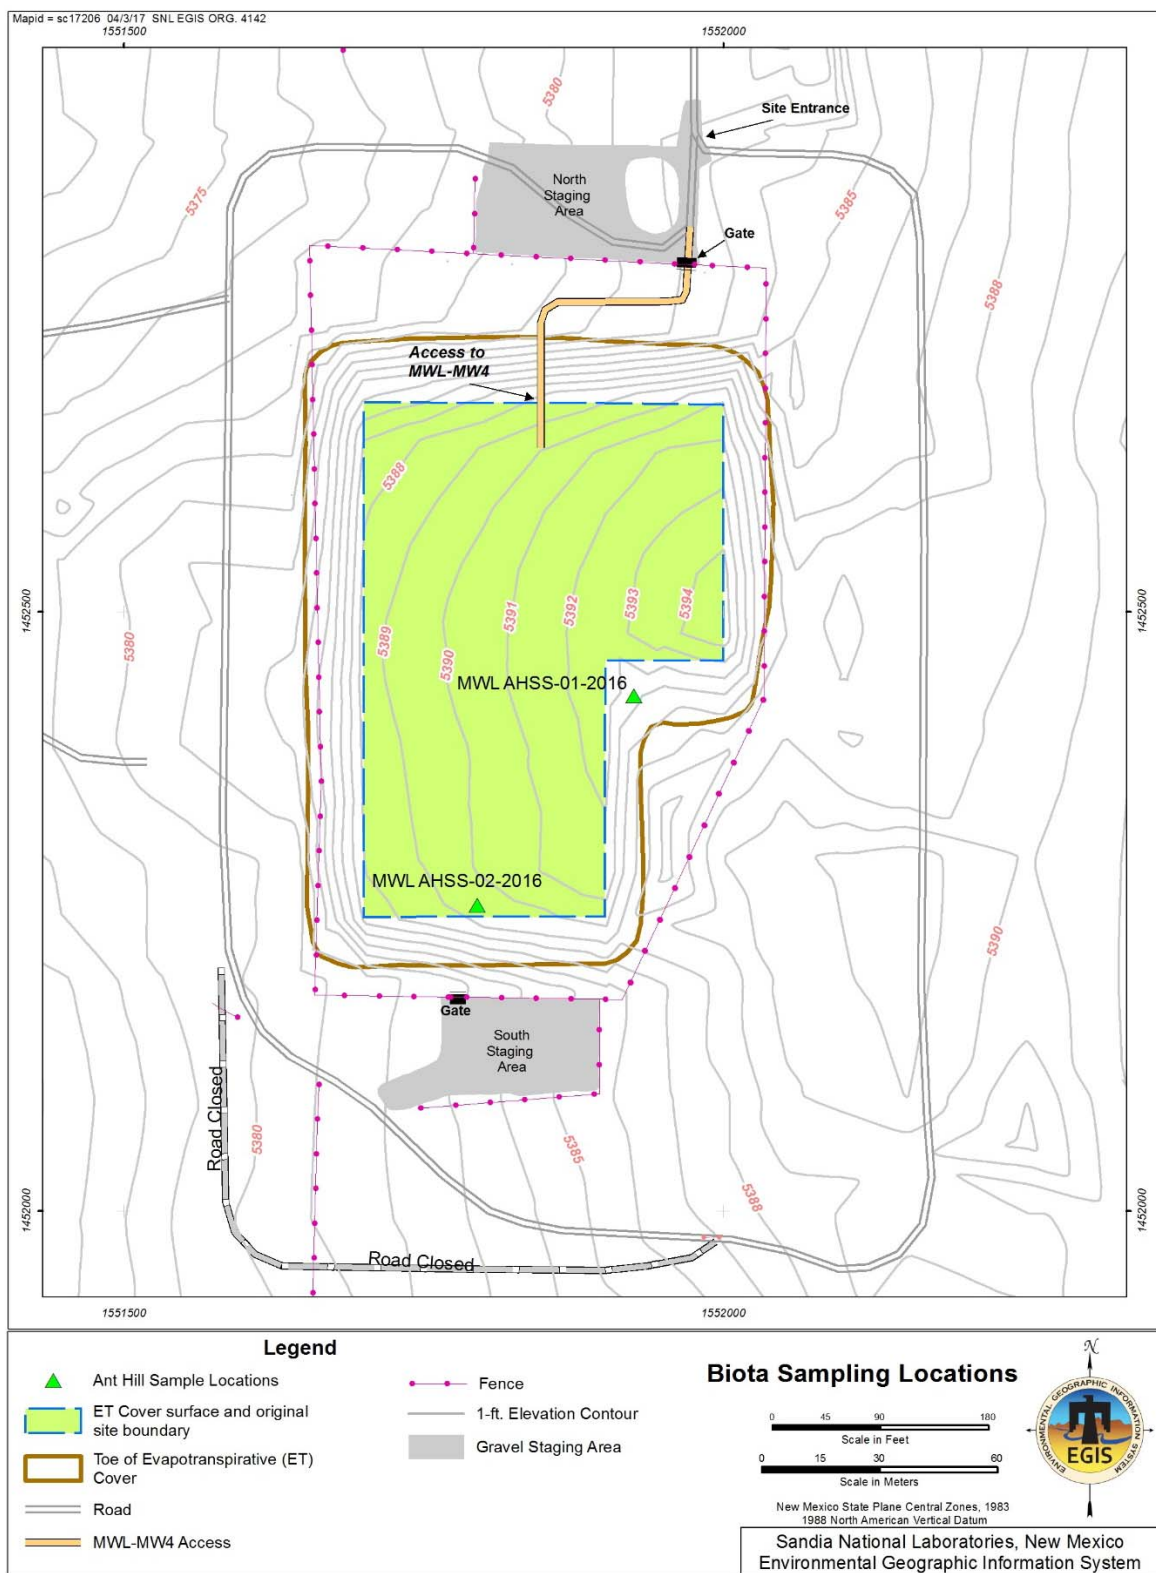 Mapid = sc17206 04/3/17 SNL EGIS ORG. 4142
1551500
1552000
5380
Site Entrance
North
Staging
Area
5375
5385
Gate
5388
Access to
MWL-MW4
5388
1452500
1452500
5394
5393
5392
5391
5389
5390
5380
MWL AHSS-01-2016
MWL AHSS-02-2016
5390
Gate
South
Staging
Area
Road Closed
5380
5385
5388
1452000
1452000
Road Closed
1551500
1552000
Legend
Ant Hill Sample Locations
ET Cover surface and original
site boundary
Toe of Evapotranspirative (ET)
Cover
Road
MWL-MW4 Access
Fence
1-ft. Elevation Contour
Gravel Staging Area
Biota Sampling Locations
0 45 90 180
Scale in Feet
0 15 30 60
Scale in Meters
New Mexico State Plane Central Zones, 1983
1988 North American Vertical Datum
N
ENVIRONMENTAL GEOGRAPHIC INFORMATION SYSTEM
EGIS
Sandia National Laboratories, New Mexico
Environmental Geographic Information System